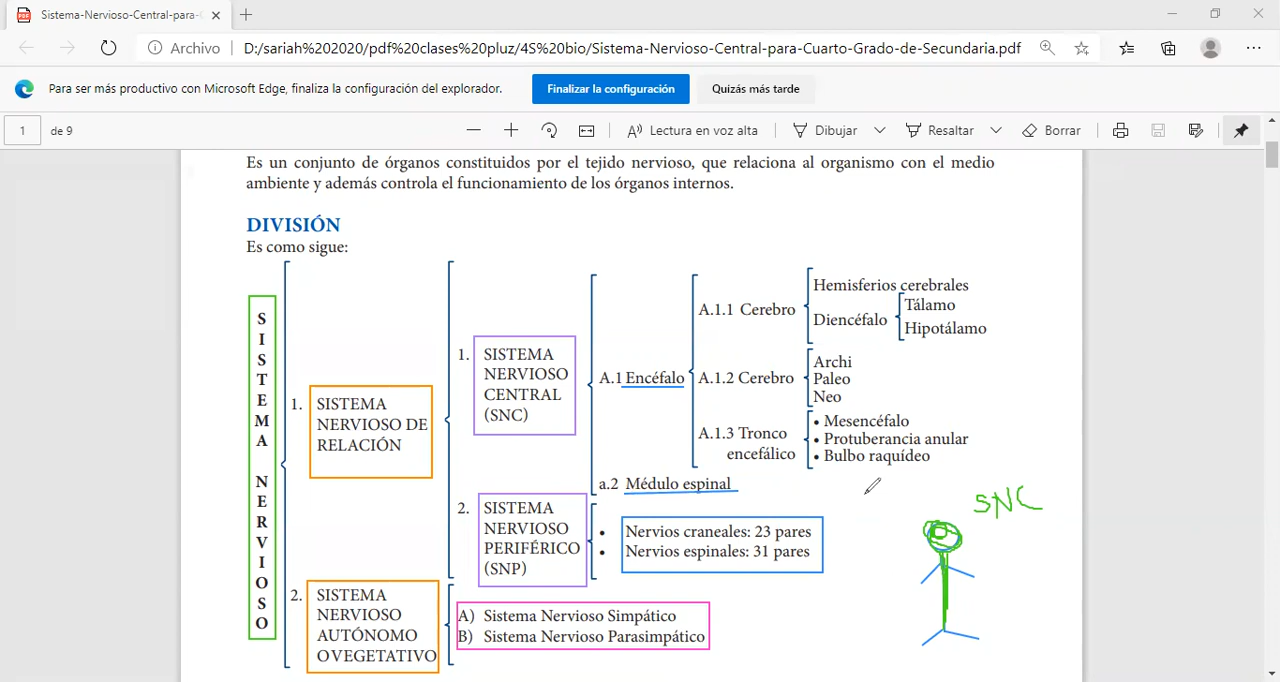 Sistema-Nervioso-Central-para-C
Archivo D:/sariah%202020/pdf%20clases%20pluz/4S%20bio/Sistema-Nervioso-Central-para-Cuarto-Grado-de-Secundaria.pdf
Para ser más productivo con Microsoft Edge, finaliza la configuración del explorador. Finalizar la configuración Quizás más tarde
1 de 9 Lectura en voz alta Dibujar Resaltar Borrar
Es un conjunto de órganos constituidos por el tejido nervioso, que relaciona al organismo con el medio
ambiente y además controla el funcionamiento de los órganos internos.
DIVISIÓN
Es como sigue:
SISTEMA NERVIOSO
1. SISTEMA
NERVIOSO DE
RELACIÓN
1. SISTEMA
NERVIOSO
CENTRAL
(SNC)
A.1 Encéfalo
A.1.1 Cerebro
Hemisferios cerebrales
Diencéfalo
Tálamo
Hipotálamo
A.1.2 Cerebro
Archi
Paleo
Neo
A.1.3 Tronco
encefálico
• Mesencéfalo
• Protuberancia anular
• Bulbo raquídeo
a.2 Médulo espinal
2. SISTEMA
NERVIOSO
PERIFÉRICO
(SNP)
• Nervios craneales: 23 pares
• Nervios espinales: 31 pares
SNC
2. SISTEMA
NERVIOSO
AUTÓNOMO
OVEGETATIVO
A) Sistema Nervioso Simpático
B) Sistema Nervioso Parasimpático